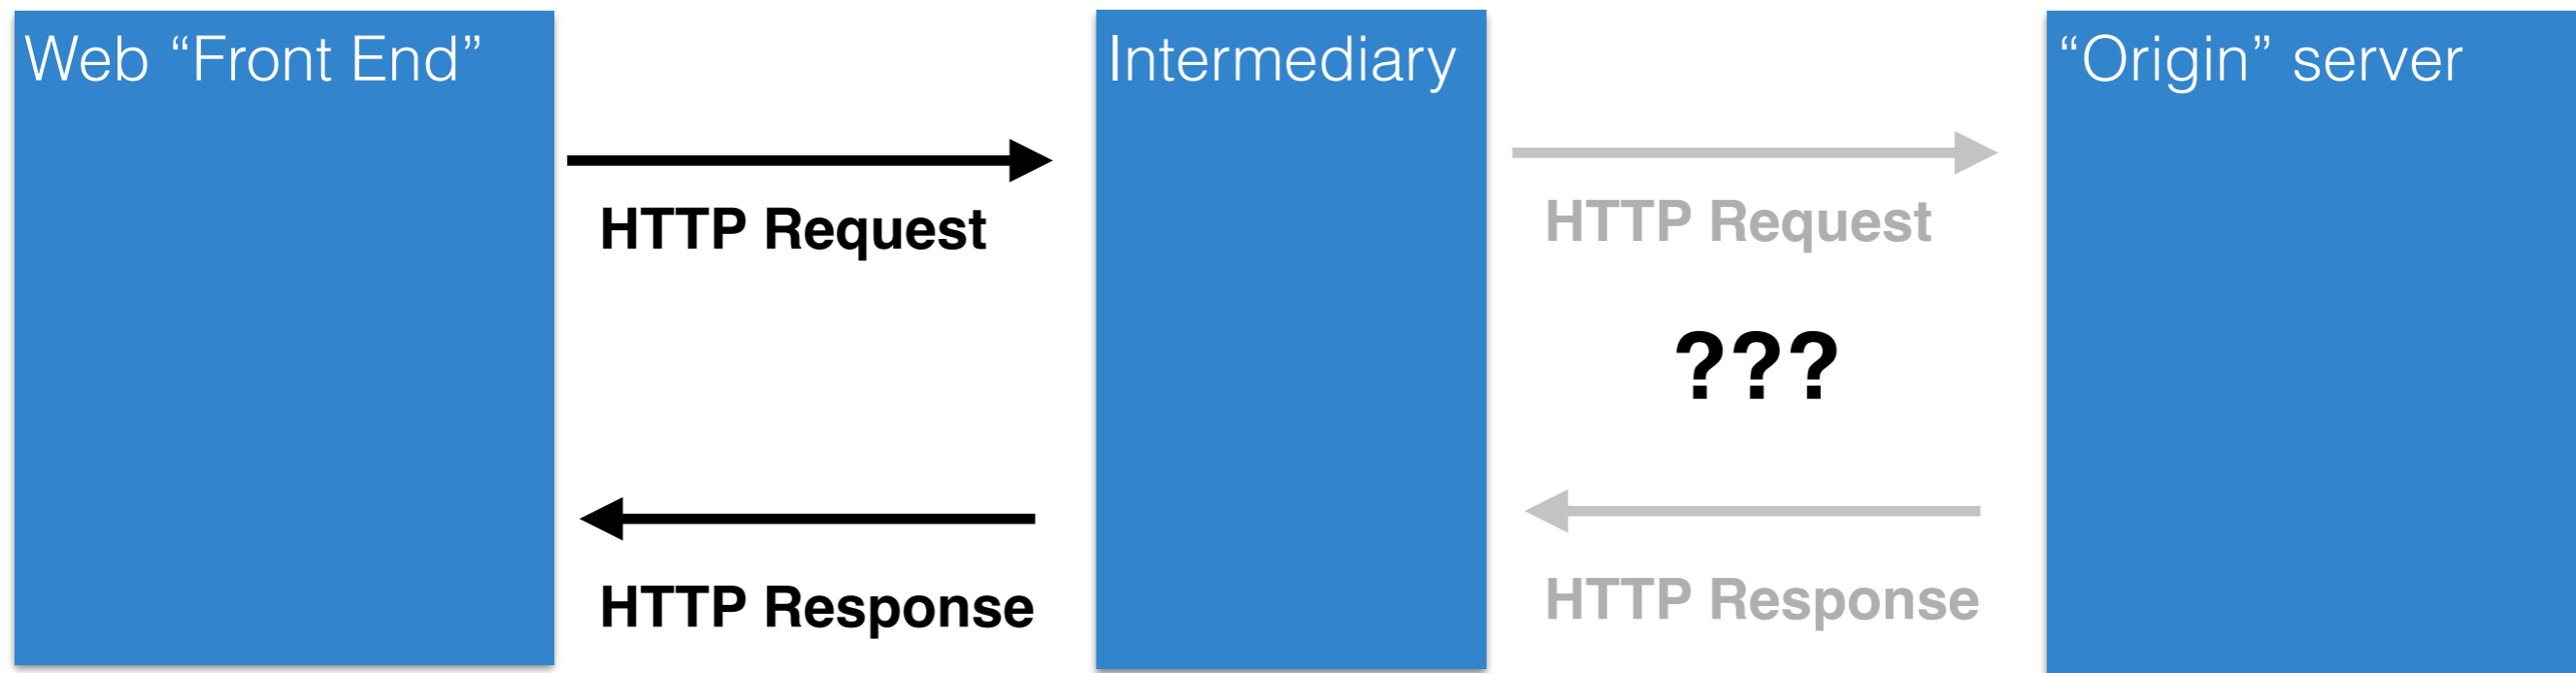 Web “Front End”
Intermediary
“Origin” server
HTTP Request
HTTP Request
???
HTTP Response
HTTP Response